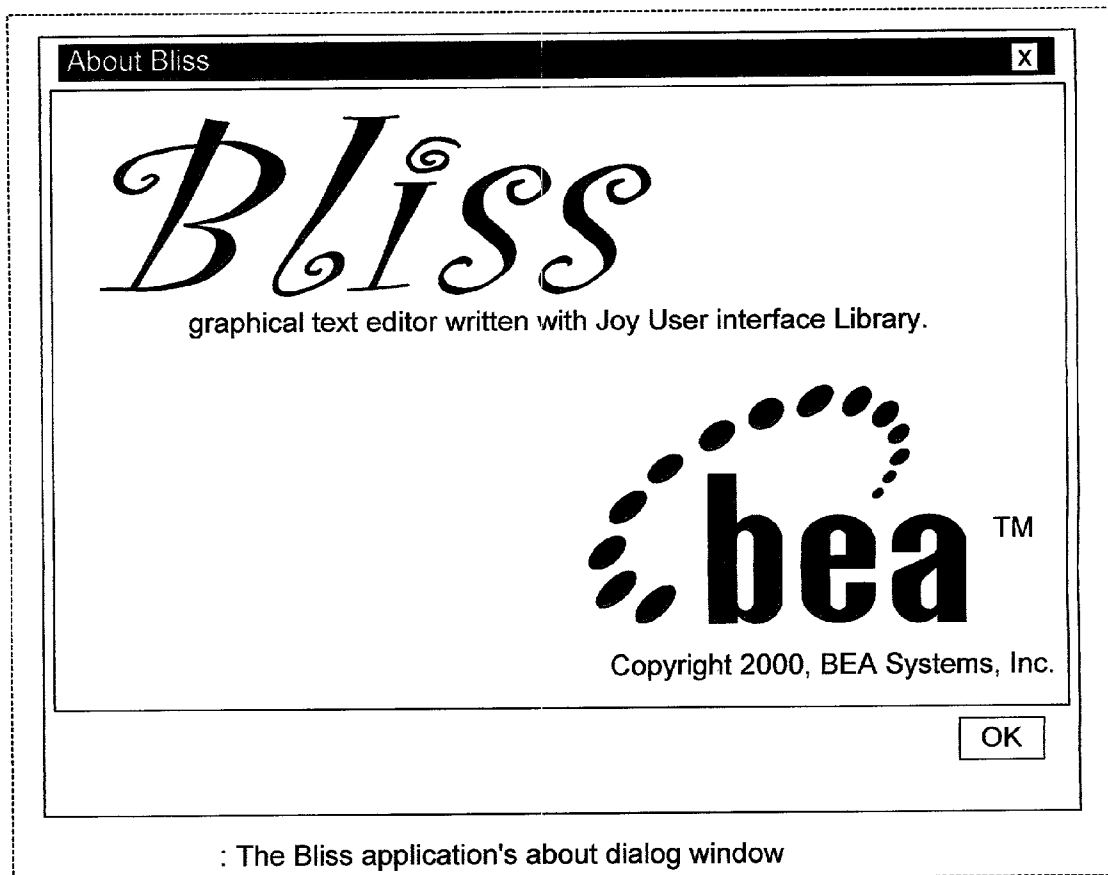 About Bliss
X
Bliss
graphical text editor written with Joy User interface Library.
bea TM
Copyright 2000, BEA Systems, Inc.
OK
: The Bliss application's about dialog window